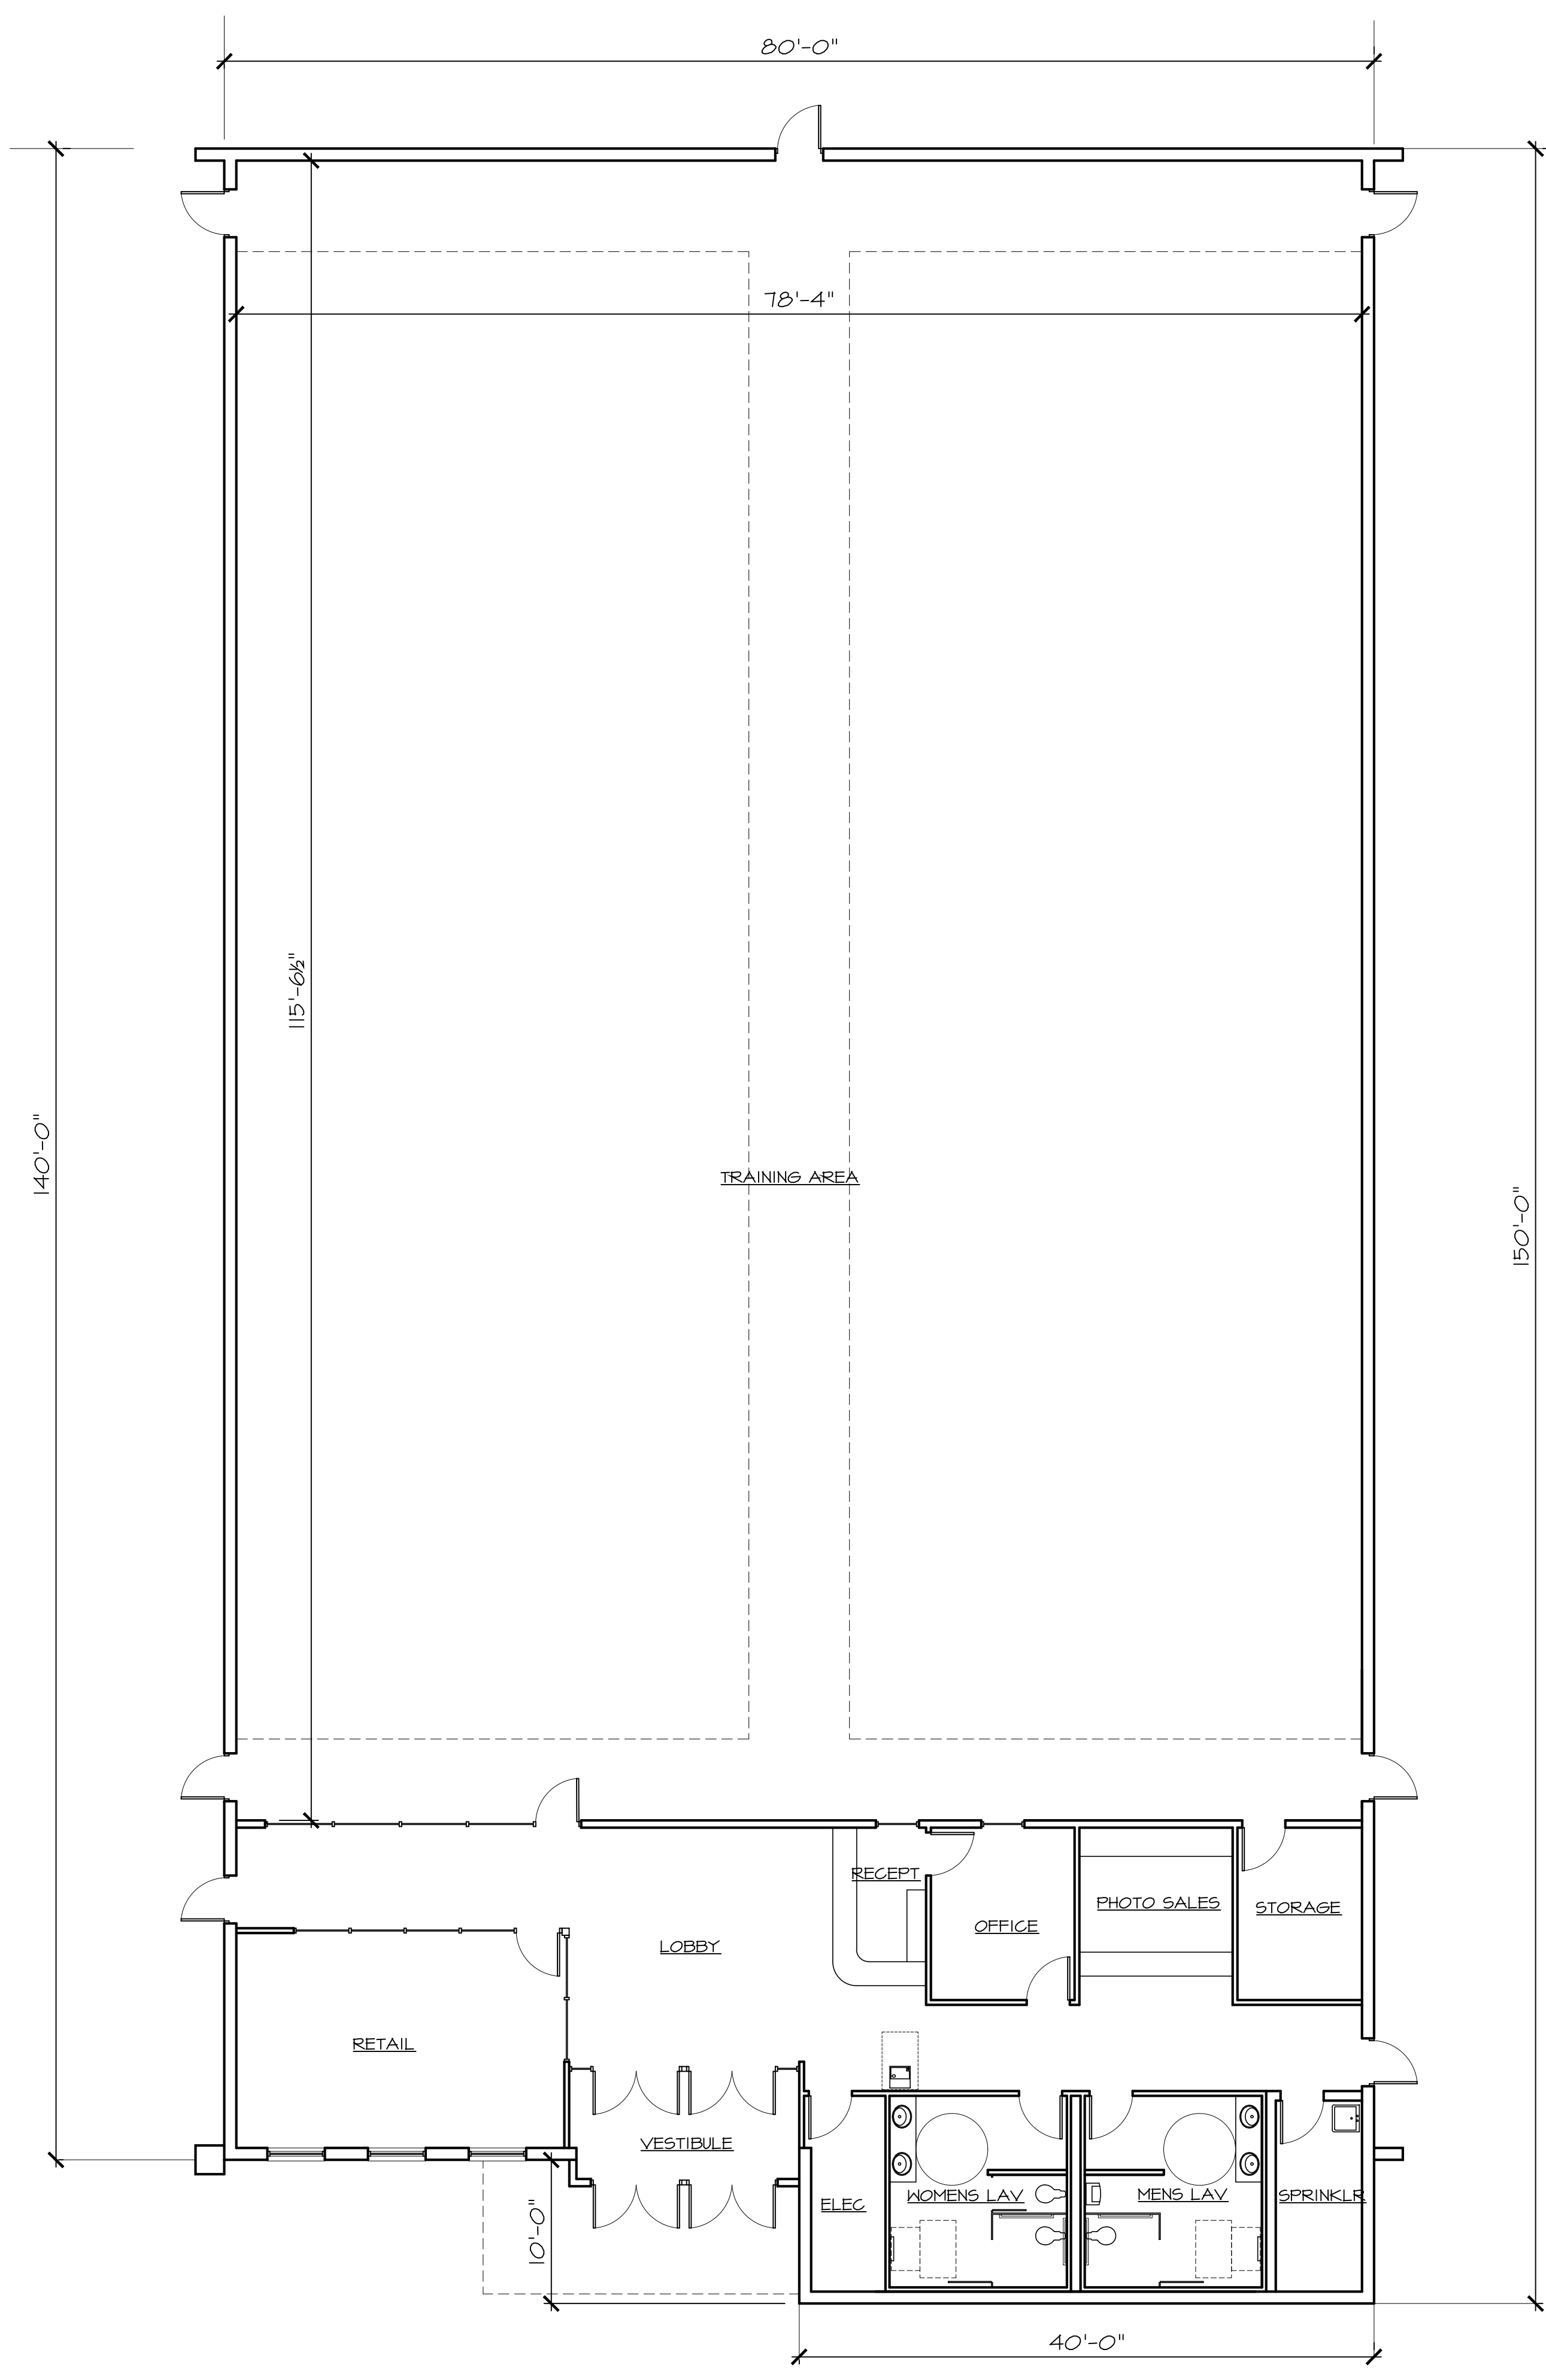 80'-0"
78'-4"
115'-6½"
140'-0"
TRAINING AREA
150'-0"
RECEPT
PHOTO SALES
STORAGE
OFFICE
LOBBY
RETAIL
VESTIBULE
ELEC
WOMENS LAV
MENS LAV
SPRINKLR
10'-0"
40'-0"